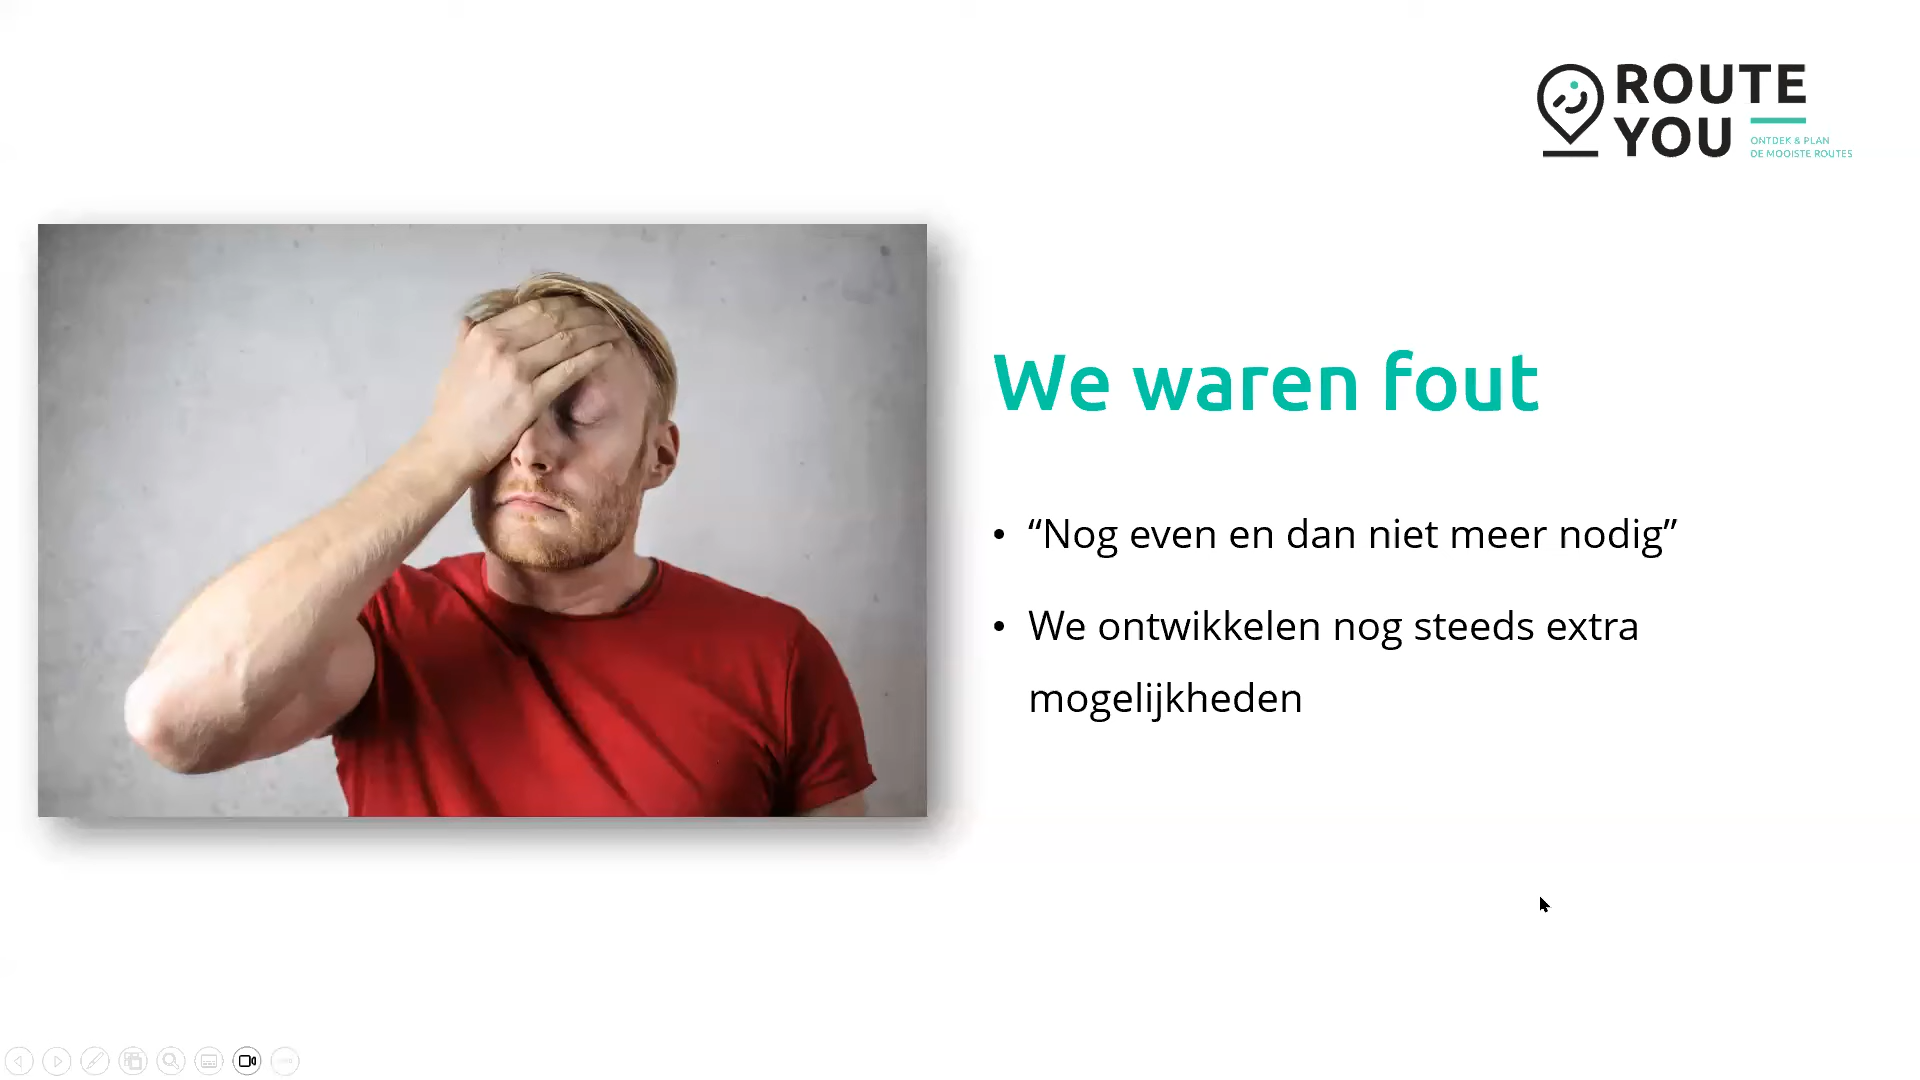 ROUTE
YOU
ONTDEK & PLAN
DE MOOISTE ROUTES
We waren fout
• “Nog even en dan niet meer nodig”
• We ontwikkelen nog steeds extra
mogelijkheden